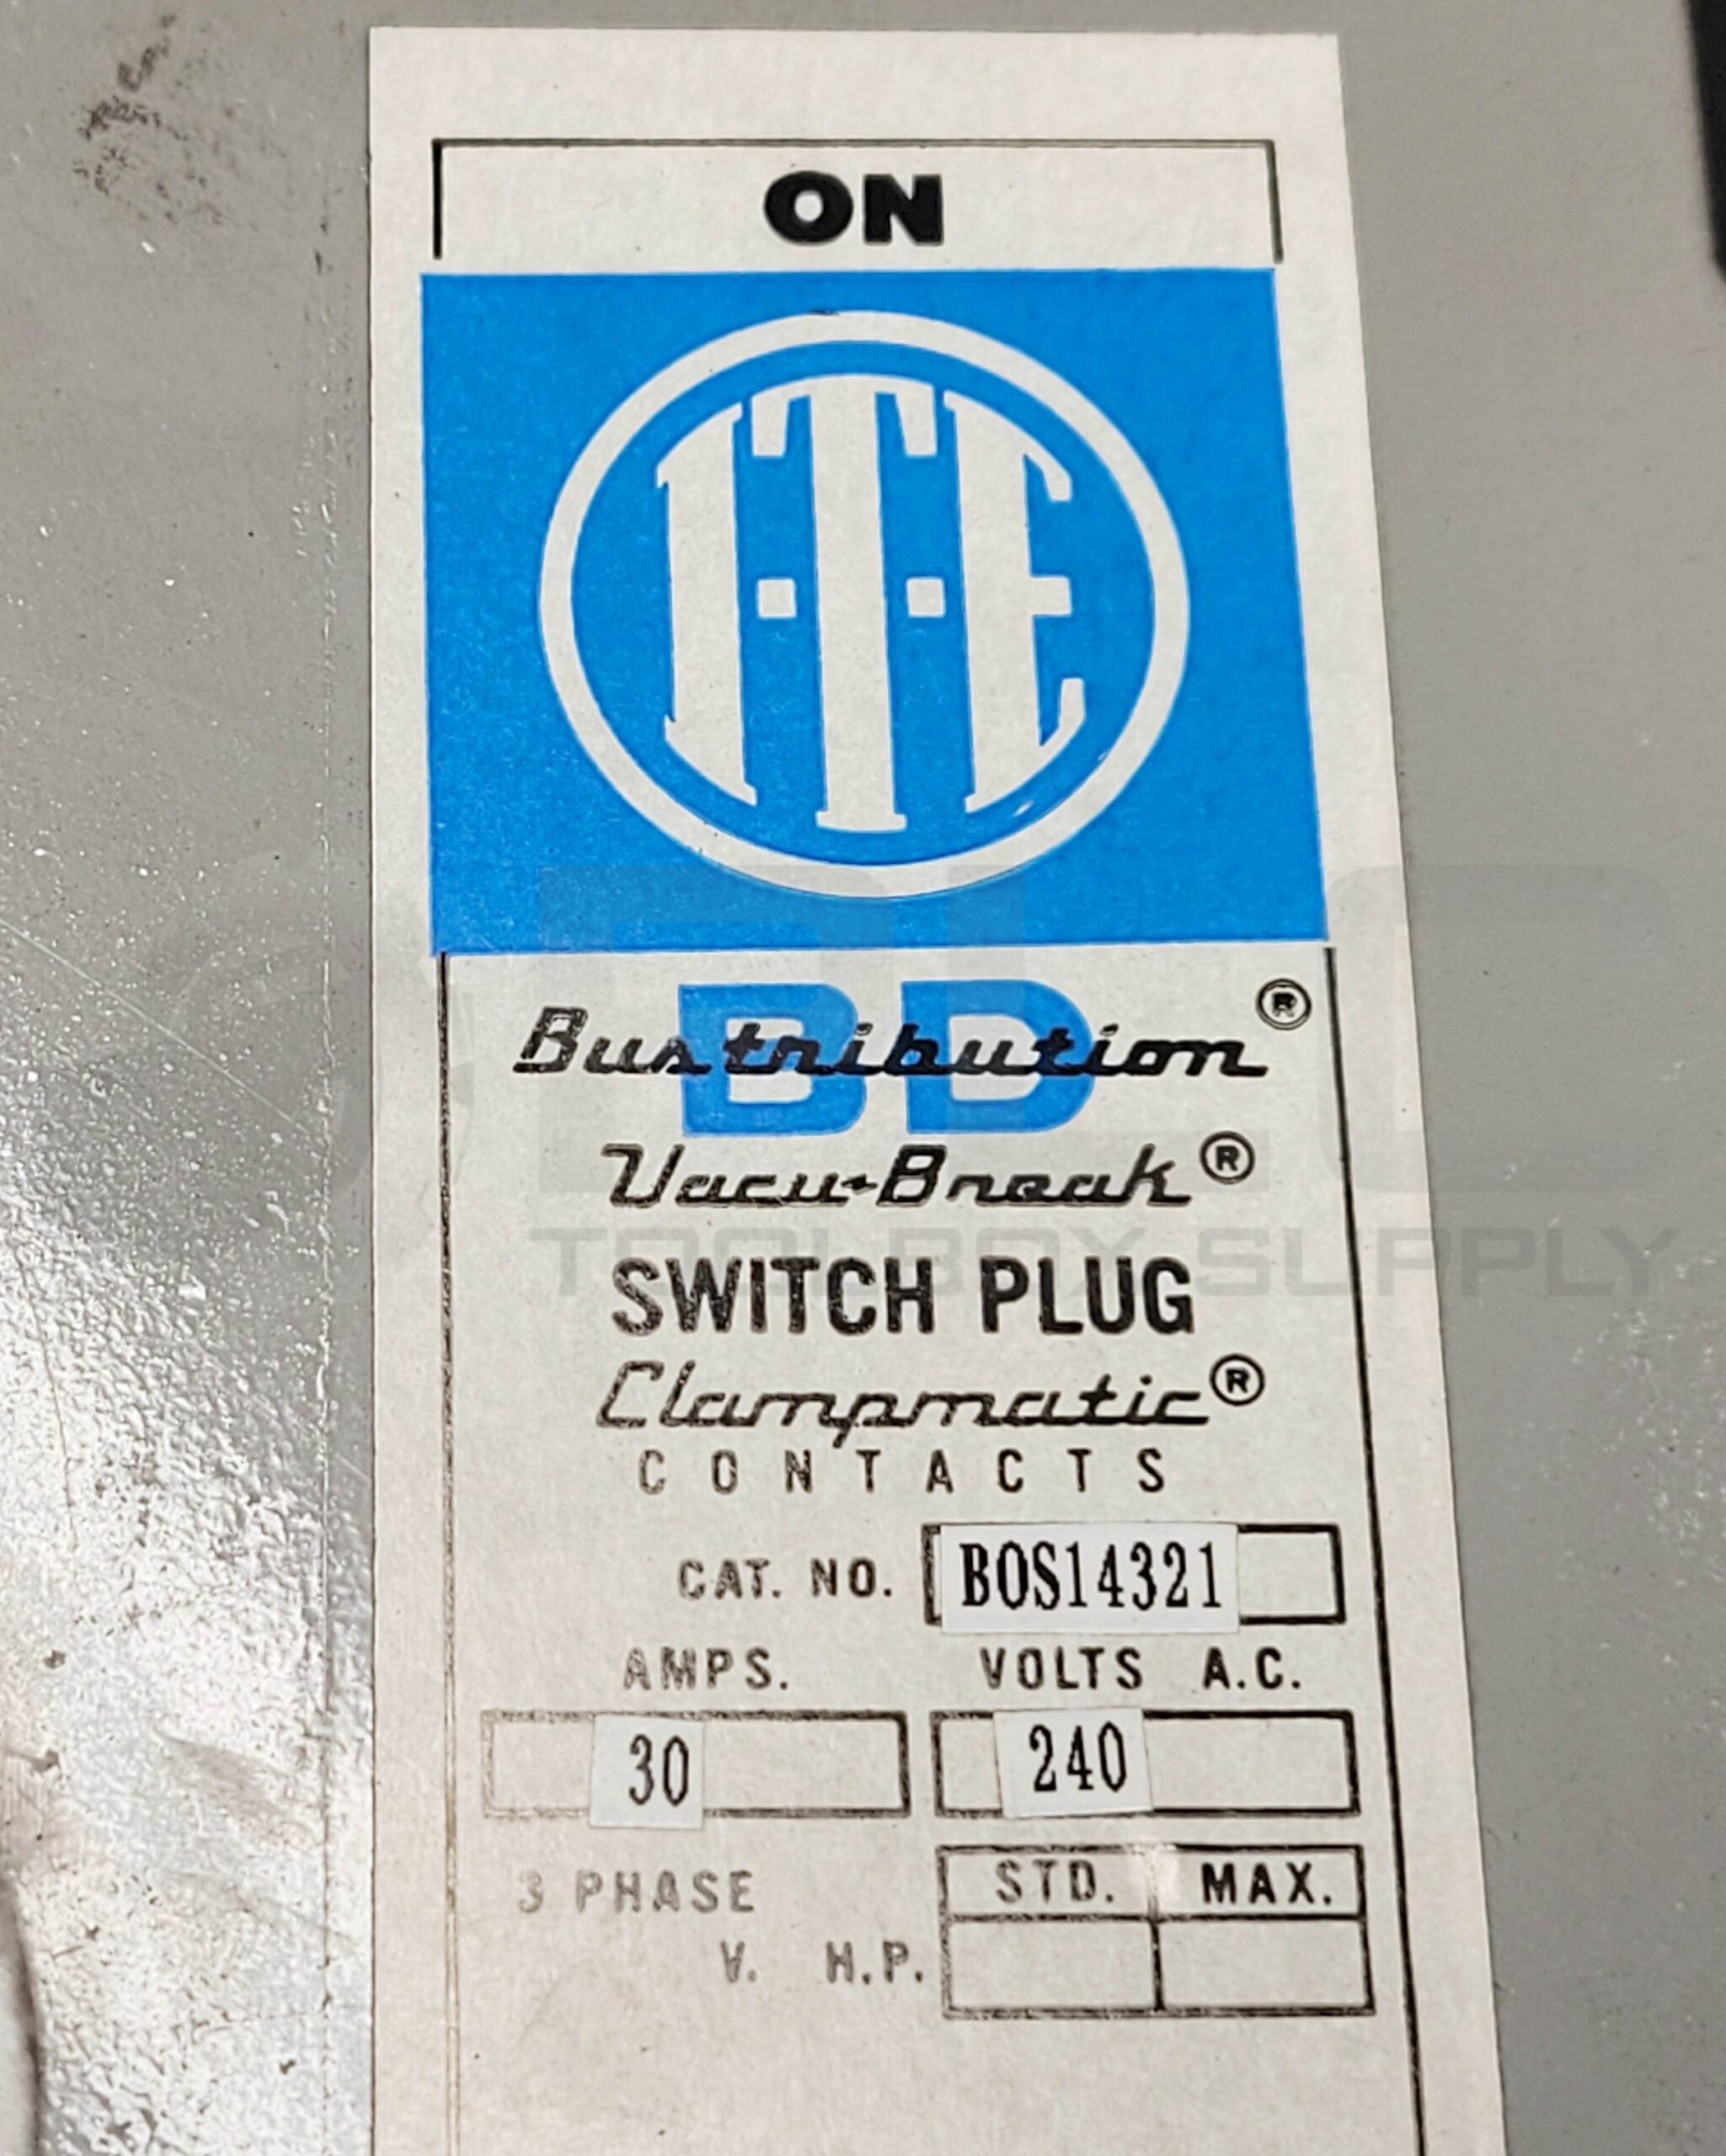 ON
I·T·E
BD
Bustribution®
Vacu-Break®
SWITCH PLUG
Clampmatic®
CONTACTS
CAT. NO. BOS14321
AMPS. VOLTS A.C.
30 240
3 PHASE STD. MAX.
V. H.P.
PLC
TOOLBOX SUPPLY